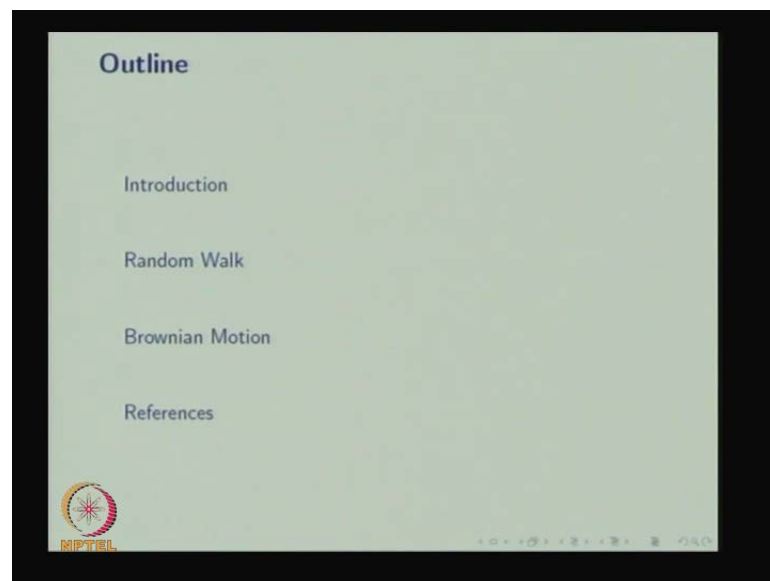 Outline
Introduction
Random Walk
Brownian Motion
References
NPTEL